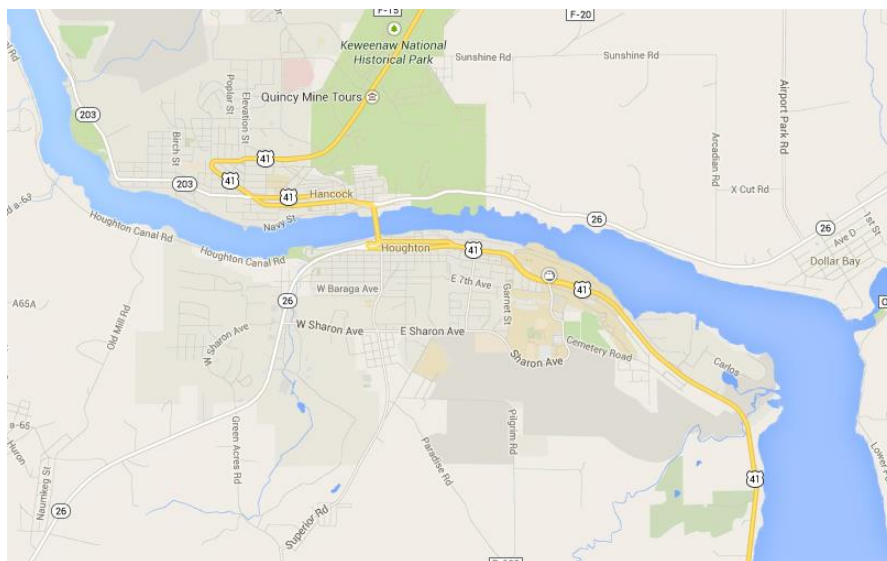 F-15
F-20
Keweenaw National
Historical Park
Sunshine Rd
Sunshine Rd
Quincy Mine Tours
Poplar St
Elevation St
Airport Park Rd
203
Birch St
Arcadian Rd
41
203
41
41
Hancock
X Cut Rd
26
26
1st St
Ave D
Navy St
Houghton Canal Rd
Houghton Canal Rd
Houghton
41
Dollar Bay
E 7th Ave
41
W Baraga Ave
Garnet St
A65A
Old Mill Rd
26
W Sharon Ave
W Sharon Ave
E Sharon Ave
Sharon Ave
Cemetery Road
Carlos
a-65
Huron
Green Acres Rd
Pilgrim Rd
Paradise Rd
Naumkeg St
41
26
Superior Rd